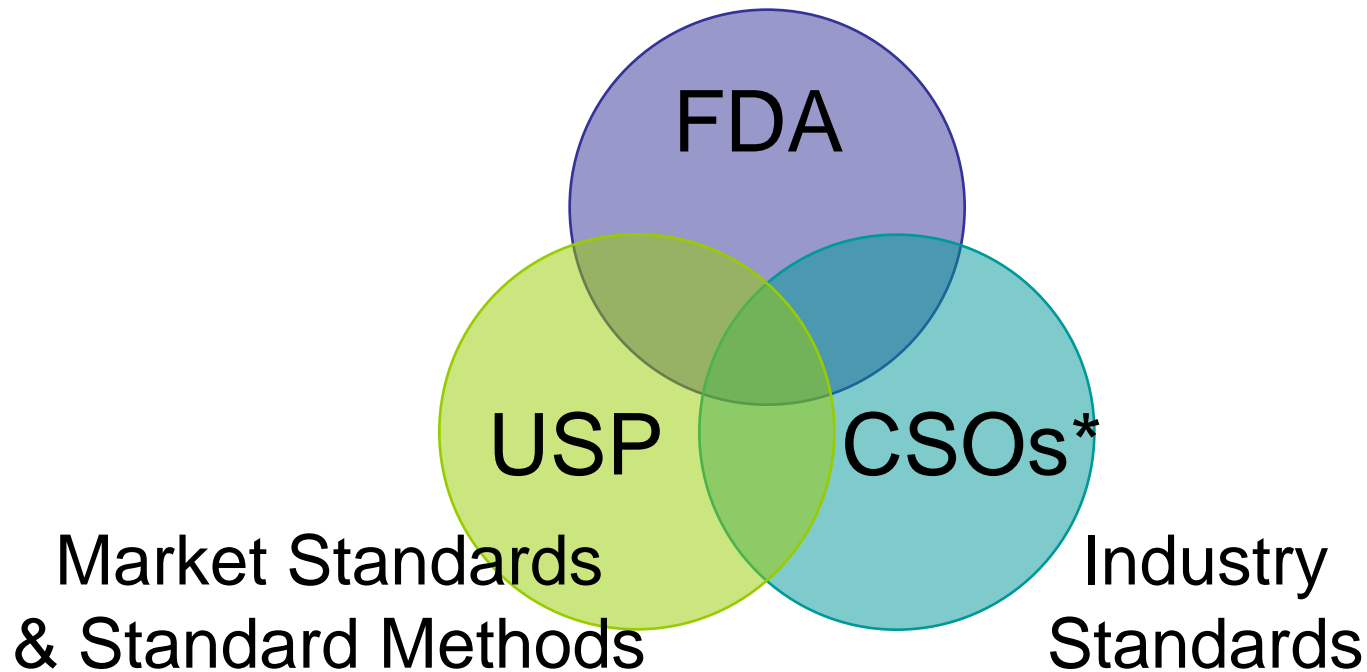 FDA
USP
CSOs*
Market Standards
& Standard Methods
Industry
Standards